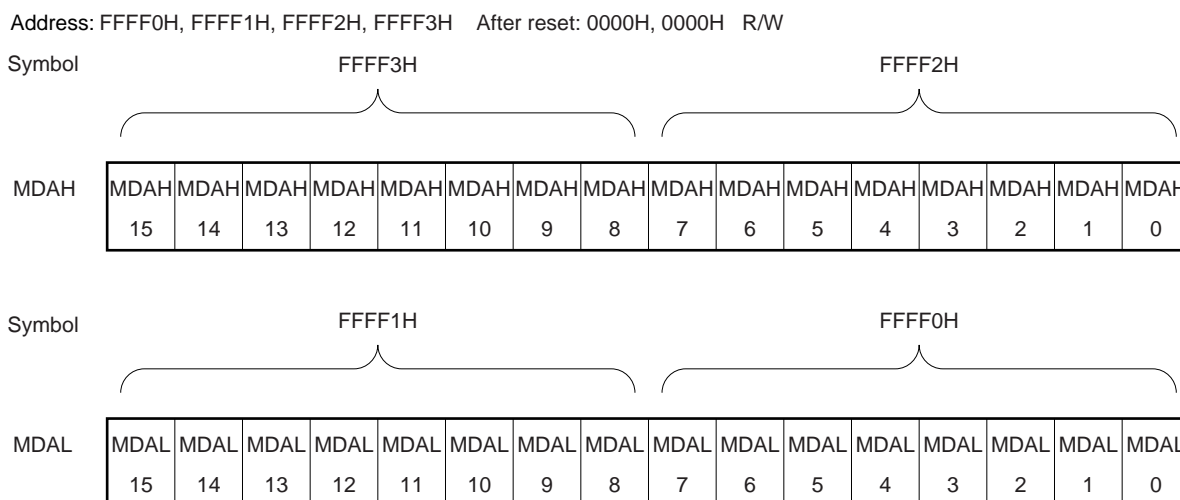 Address: FFFF0H, FFFF1H, FFFF2H, FFFF3H After reset: 0000H, 0000H R/W
Symbol FFFF3H FFFF2H
MDAH MDAH MDAH MDAH MDAH MDAH MDAH MDAH MDAH MDAH MDAH MDAH MDAH MDAH MDAH MDAH MDAH
15 14 13 12 11 10 9 8 7 6 5 4 3 2 1 0
Symbol FFFF1H FFFF0H
MDAL MDAL MDAL MDAL MDAL MDAL MDAL MDAL MDAL MDAL MDAL MDAL MDAL MDAL MDAL MDAL MDAL
15 14 13 12 11 10 9 8 7 6 5 4 3 2 1 0